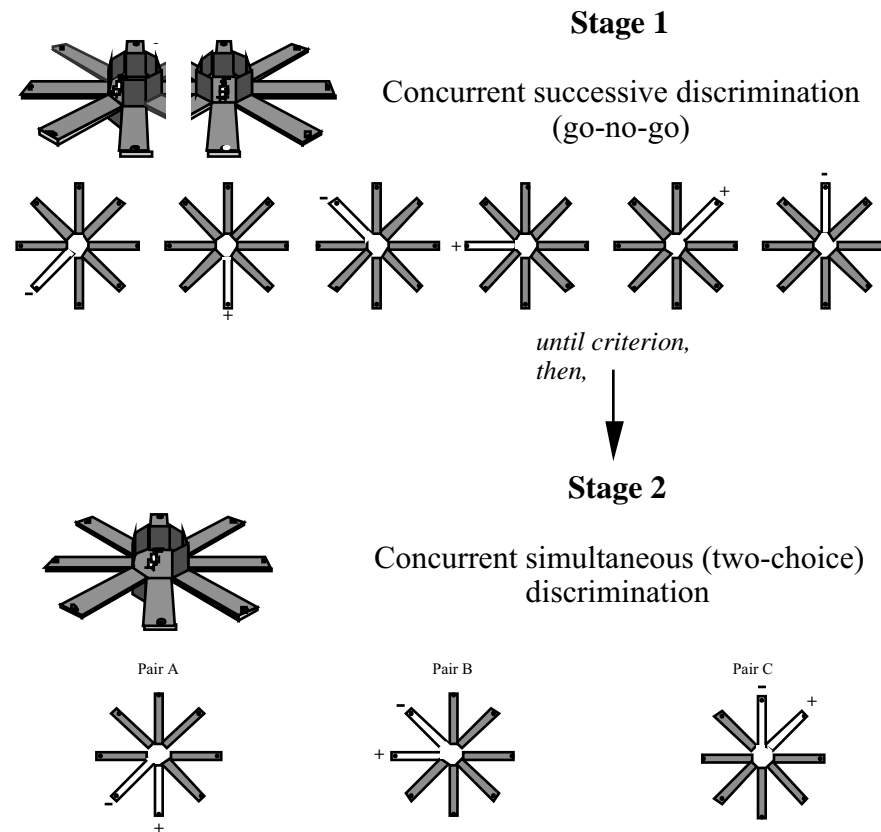 Stage 1
Concurrent successive discrimination
(go-no-go)
- + - + + -
until criterion,
then,
Stage 2
Concurrent simultaneous (two-choice)
discrimination
Pair A Pair B Pair C
- + - + - +